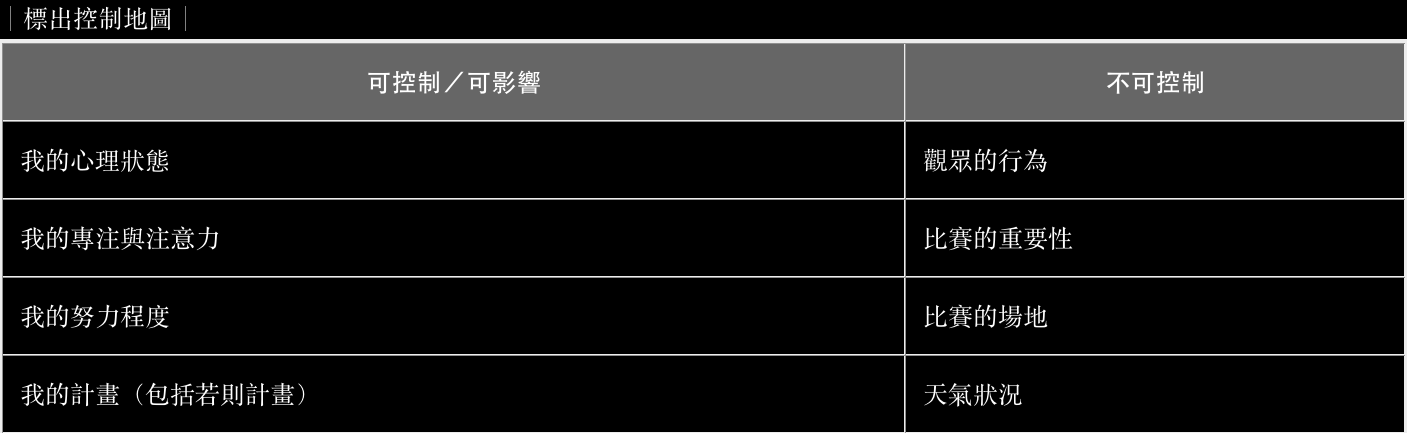 ｜標出控制地圖｜
可控制／可影響 不可控制
我的心理狀態 觀眾的行為
我的專注與注意力 比賽的重要性
我的努力程度 比賽的場地
我的計畫（包括若則計畫） 天氣狀況